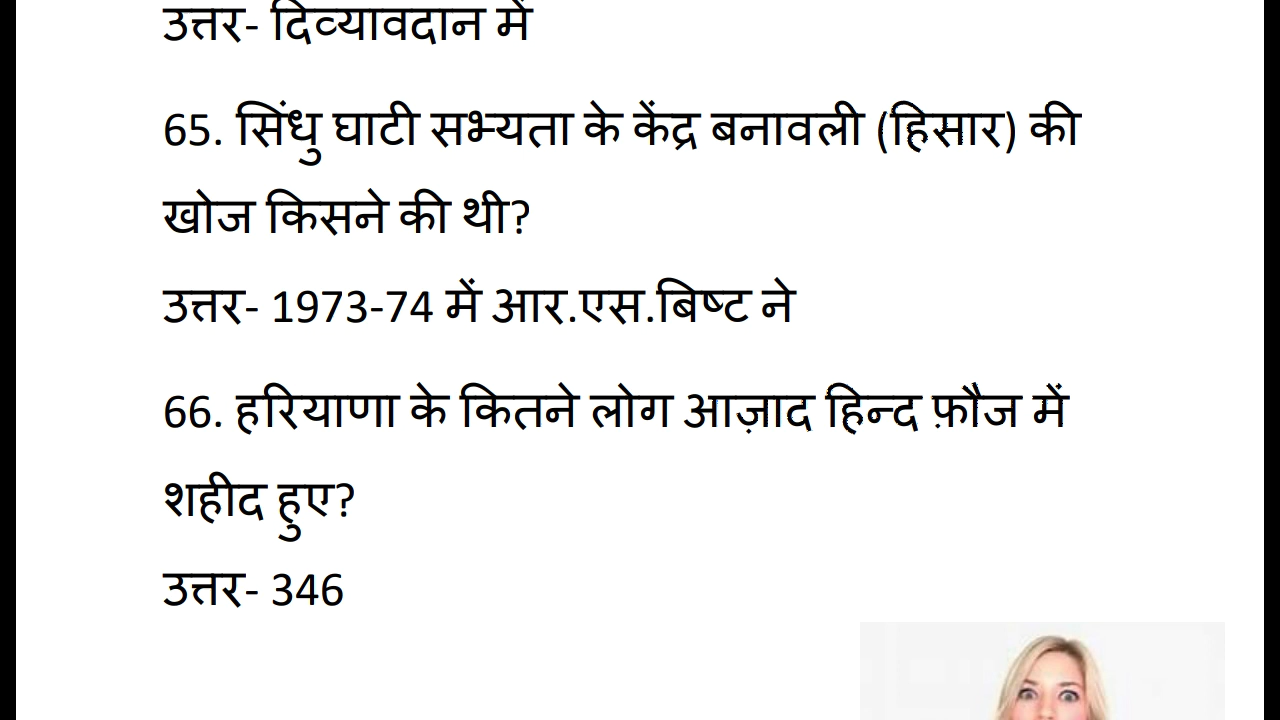 उत्तर- दिव्यावदान में
65. सिंधु घाटी सभ्यता के केंद्र बनावली (हिसार) की
खोज किसने की थी?
उत्तर- 1973-74 में आर.एस.बिष्ट ने
66. हरियाणा के कितने लोग आज़ाद हिन्द फ़ौज में
शहीद हुए?
उत्तर- 346